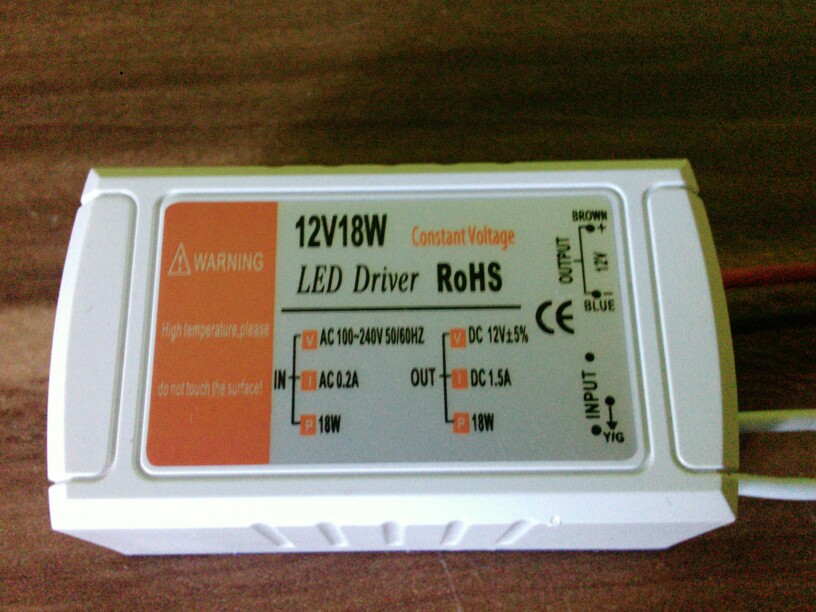 WARNING
High temperature,please
do not touch the surface!
12V18W Constant Voltage
LED Driver RoHS
IN
V AC 100~240V 50/60HZ
I AC 0.2A
P 18W
OUT
V DC 12V±5%
I DC 1.5A
P 18W
CE
BROWN
+
OUTPUT
12V
-
BLUE
INPUT
Y/G